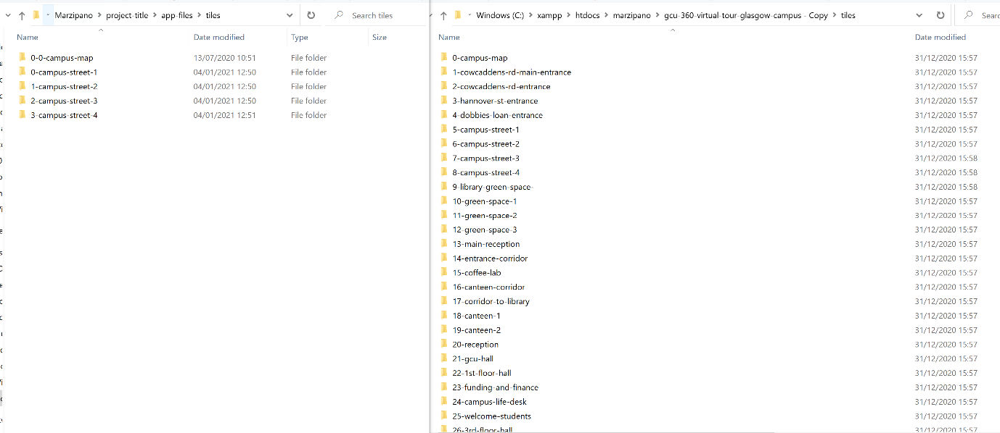 Marzipano > project-title > app-files > tiles
Search tiles
Name Date modified Type Size
0-0-campus-map 13/07/2020 10:51 File folder
0-campus-street-1 04/01/2021 12:50 File folder
1-campus-street-2 04/01/2021 12:50 File folder
2-campus-street-3 04/01/2021 12:50 File folder
3-campus-street-4 04/01/2021 12:51 File folder
Windows (C:) > xampp > htdocs > marzipano > gcu-360-virtual-tour-glasgow-campus - Copy > tiles
Name Date modified
0-campus-map 31/12/2020 15:57
1-cowcaddens-rd-main-entrance 31/12/2020 15:57
2-cowcaddens-rd-entrance 31/12/2020 15:57
3-hannover-st-entrance 31/12/2020 15:57
4-dobbies-loan-entrance 31/12/2020 15:57
5-campus-street-1 31/12/2020 15:57
6-campus-street-2 31/12/2020 15:57
7-campus-street-3 31/12/2020 15:58
8-campus-street-4 31/12/2020 15:58
9-library-green-space- 31/12/2020 15:58
10-green-space-1 31/12/2020 15:57
11-green-space-2 31/12/2020 15:57
12-green-space-3 31/12/2020 15:57
13-main-reception 31/12/2020 15:57
14-entrance-corridor 31/12/2020 15:57
15-coffee-lab 31/12/2020 15:57
16-canteen-corridor 31/12/2020 15:57
17-corridor-to-library 31/12/2020 15:57
18-canteen-1 31/12/2020 15:57
19-canteen-2 31/12/2020 15:57
20-reception 31/12/2020 15:57
21-gcu-hall 31/12/2020 15:57
22-1st-floor-hall 31/12/2020 15:57
23-funding-and-finance 31/12/2020 15:57
24-campus-life-desk 31/12/2020 15:57
25-welcome-students 31/12/2020 15:57
26-3rd-floor-hall 31/12/2020 15:57